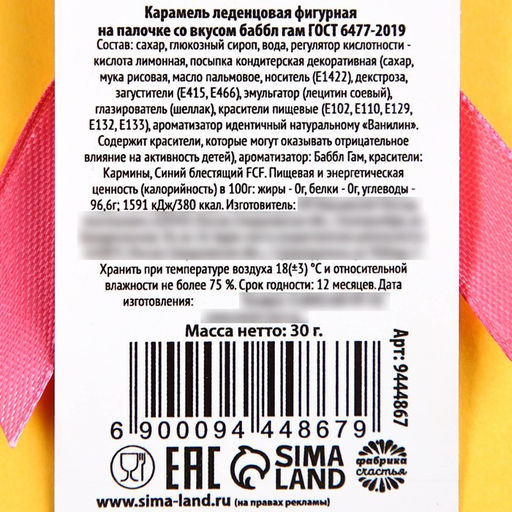 Карамель леденцовая фигурная
на палочке со вкусом баббл гам ГОСТ 6477-2019
Состав: сахар, глюкозный сироп, вода, регулятор кислотности -
кислота лимонная, посыпка кондитерская декоративная (сахар,
мука рисовая, масло пальмовое, носитель (Е1422), декстроза,
загустители (Е415, Е466), эмульгатор (лецитин соевый),
глазирователь (шеллак), красители пищевые (Е102, Е110, Е129,
Е132, Е133), ароматизатор идентичный натуральному «Ванилин».
Содержит красители, которые могут оказывать отрицательное
влияние на активность детей), ароматизатор: Баббл Гам, красители:
Кармины, Синий блестящий FCF. Пищевая и энергетическая
ценность (калорийность) в 100г: жиры - 0г, белки - 0г, углеводы -
96,6г; 1591 кДж/380 ккал. Изготовитель:
Хранить при температуре воздуха 18(±3) °С и относительной
влажности не более 75 %. Срок годности: 12 месяцев. Дата
изготовления:
Масса нетто: 30 г.
Арт: 9444867
6 900094 448679
EAC
SIMA
LAND
фабрика
счастья
www.sima-land.ru (на правах рекламы)